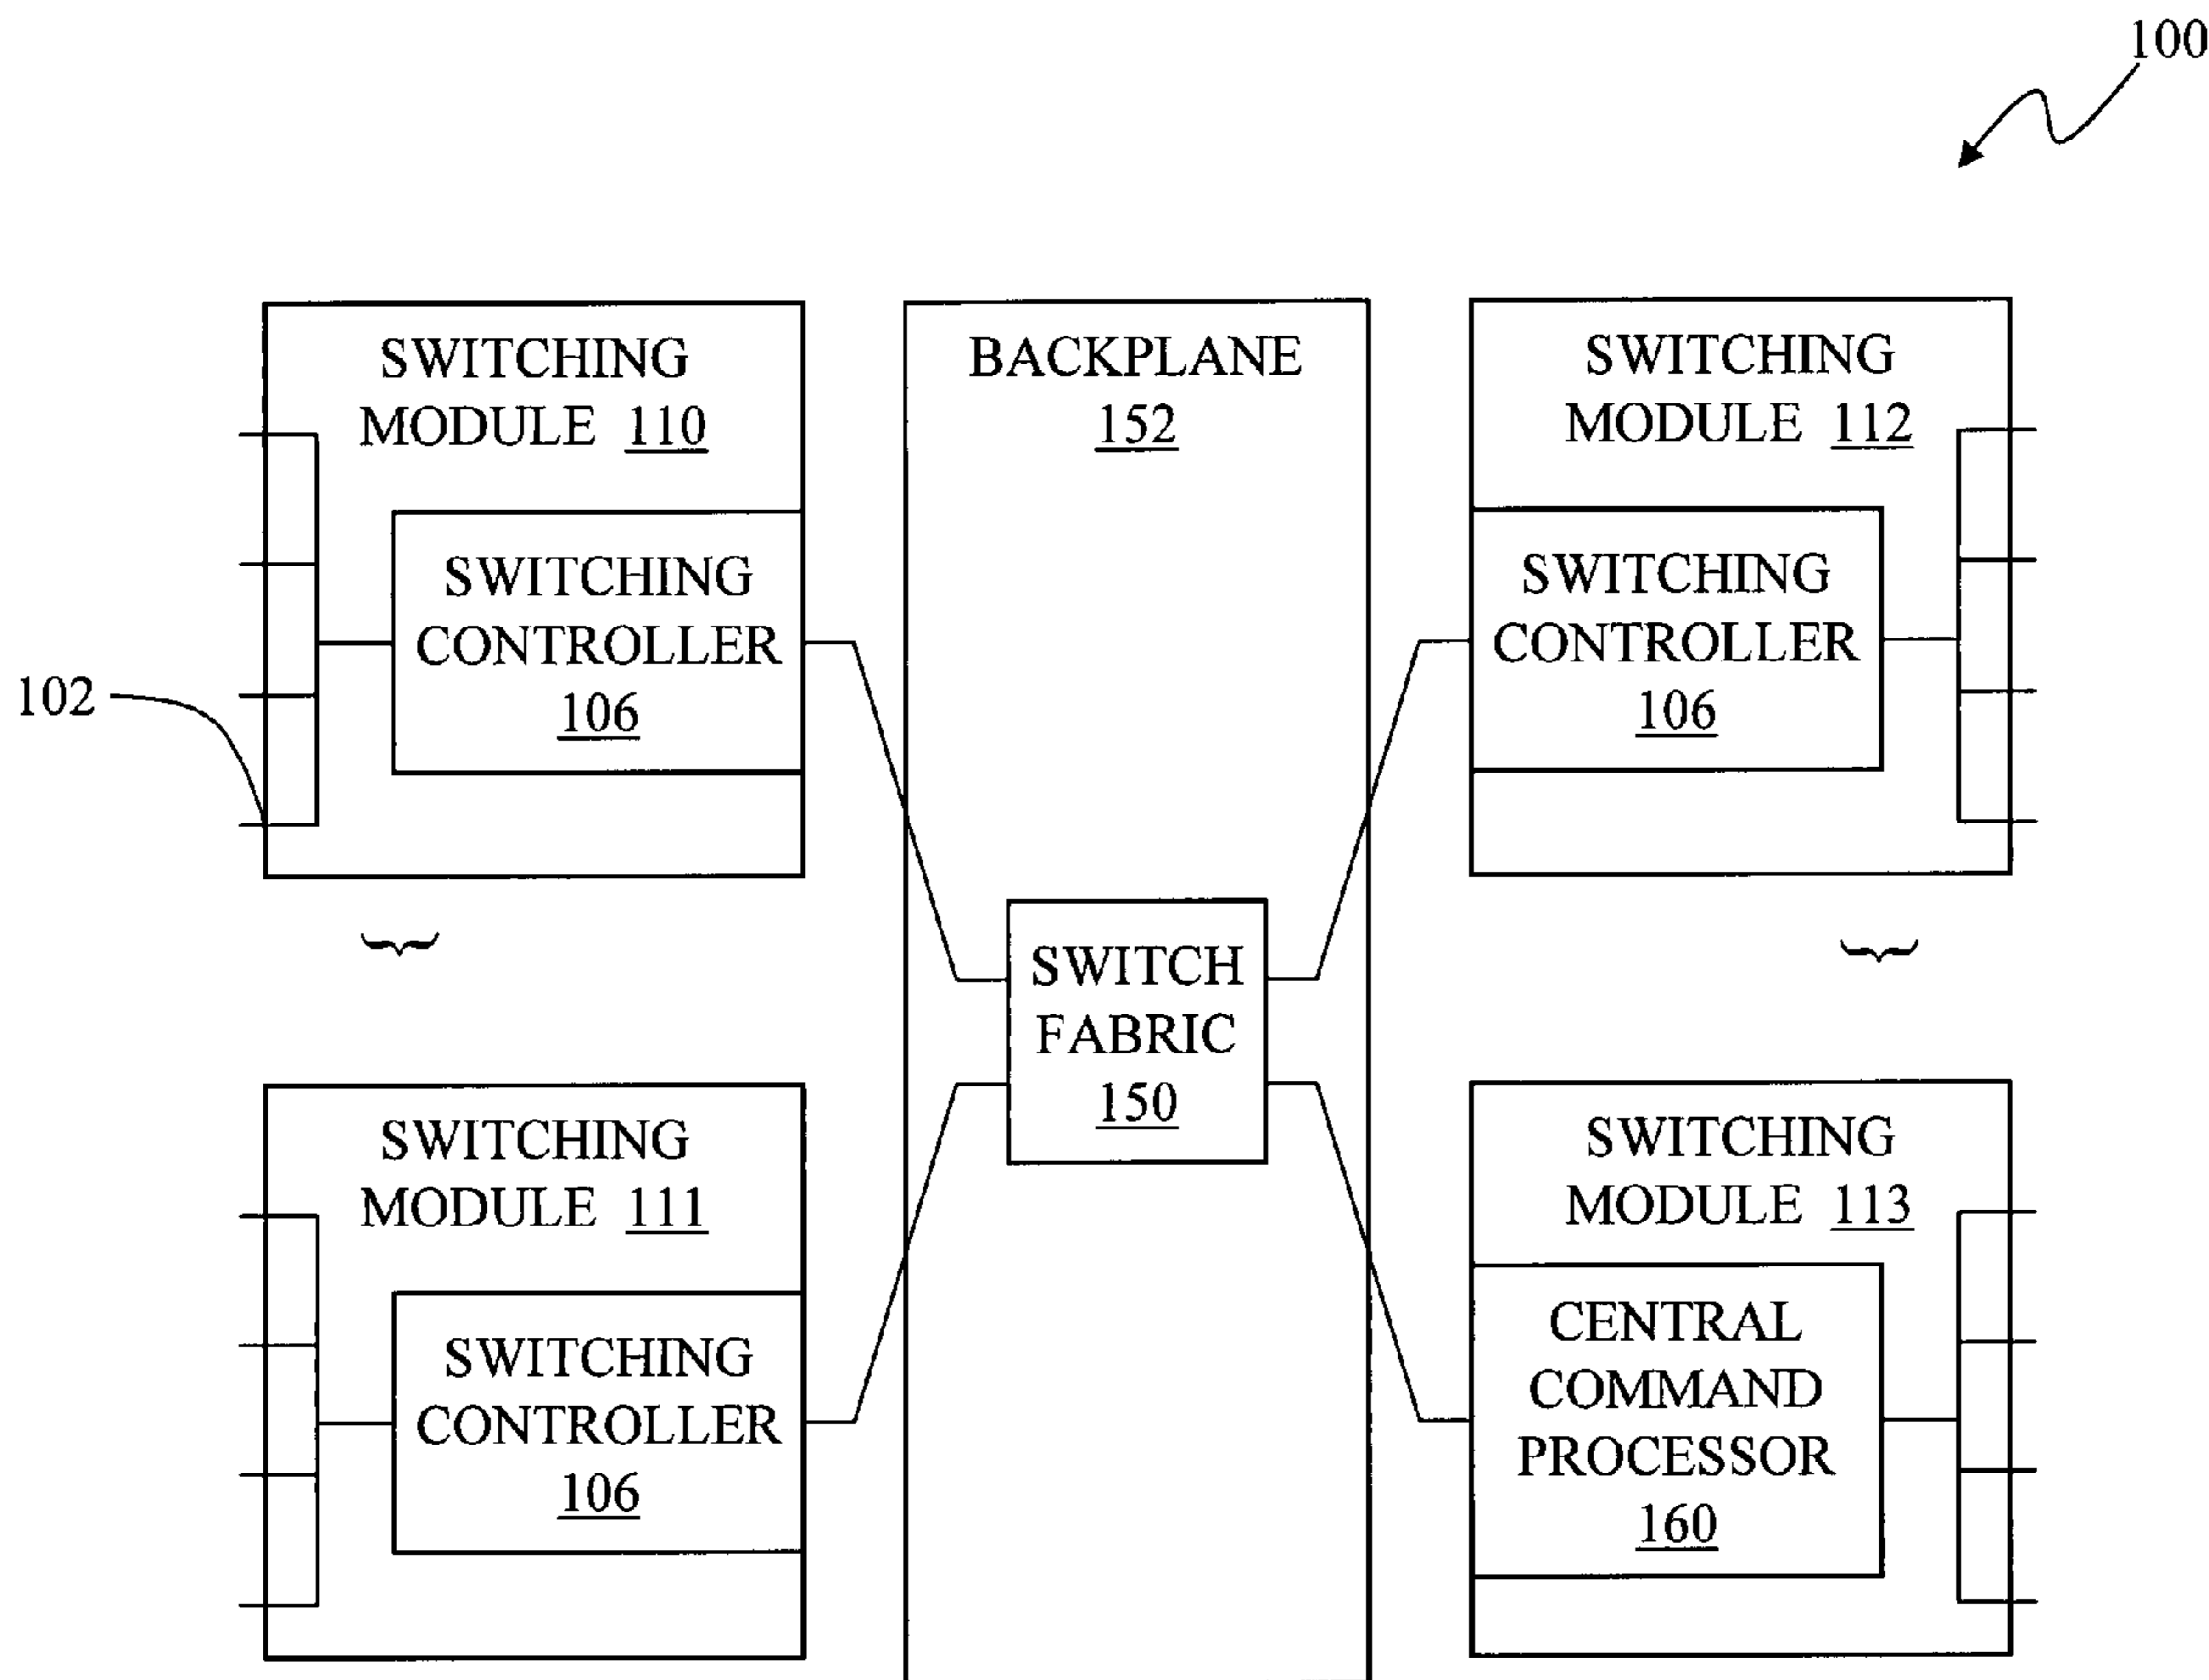 100
SWITCHING
MODULE 110
SWITCHING
CONTROLLER
106
102
BACKPLANE
152
SWITCHING
MODULE 112
SWITCHING
CONTROLLER
106
SWITCH
FABRIC
150
SWITCHING
MODULE 111
SWITCHING
CONTROLLER
106
SWITCHING
MODULE 113
CENTRAL
COMMAND
PROCESSOR
160